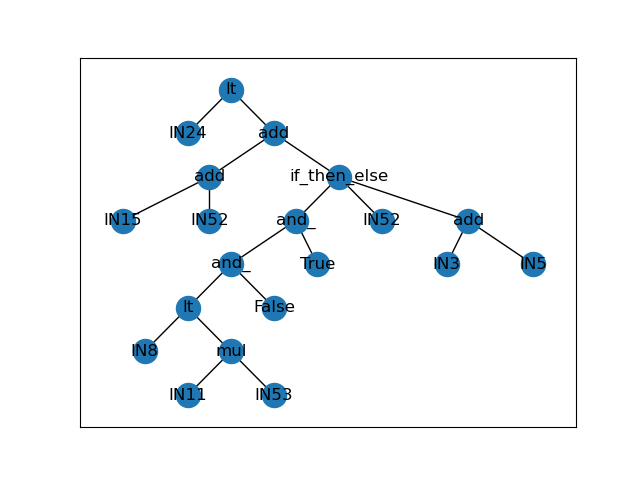 lt
IN24 add
add if_then_else
IN15 IN52 and_ IN52 add
and_ True IN3 IN5
lt False
IN8 mul
IN11 IN53